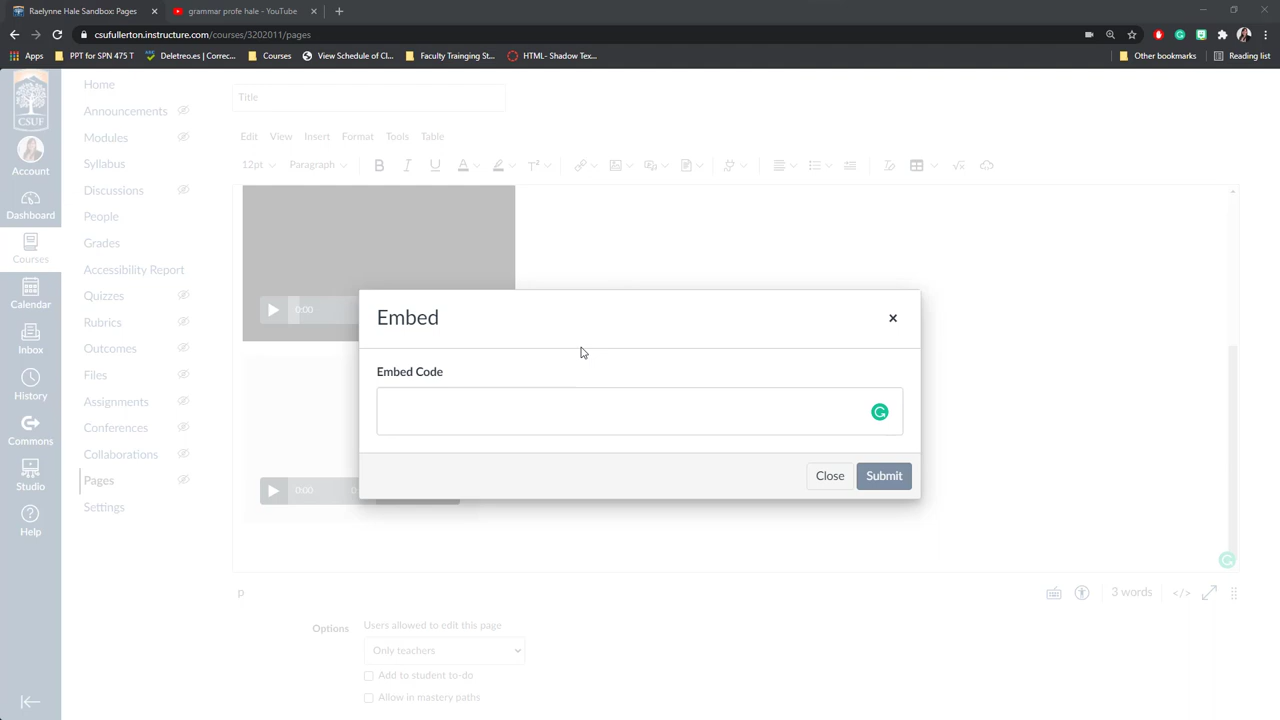 Raelynne Hale Sandbox: Pages
grammar profe hale - YouTube
csufullerton.instructure.com/courses/3202011/pages
Apps
PPT for SPN 475 T
Deletreo.es | Correc...
Courses
View Schedule of Cl...
Faculty Trainging St...
HTML- Shadow Tex...
Other bookmarks
Reading list
CSUF
Account
Dashboard
Courses
Calendar
Inbox
History
Commons
Studio
Help
Home
Announcements
Modules
Syllabus
Discussions
People
Grades
Accessibility Report
Quizzes
Rubrics
Outcomes
Files
Assignments
Conferences
Collaborations
Pages
Settings
Title
Edit View Insert Format Tools Table
12pt Paragraph B I U A T²
0:00
Embed
Embed Code
Close Submit
0:00
p
3 words </>
Options Users allowed to edit this page
Only teachers
Add to student to-do
Allow in mastery paths